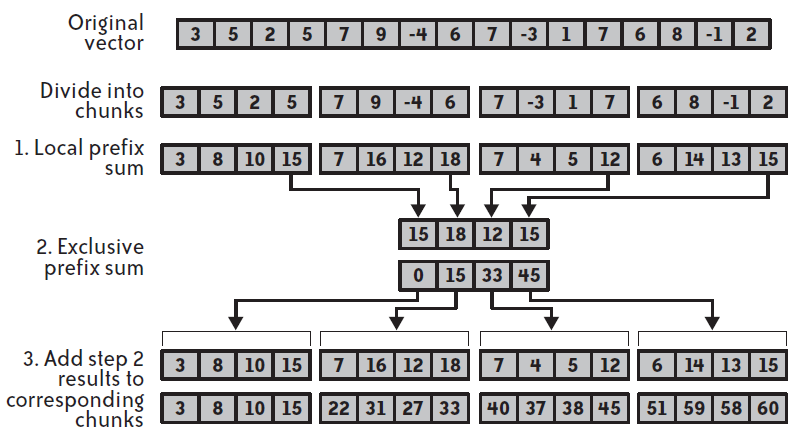 Original
vector
3 5 2 5 7 9 -4 6 7 -3 1 7 6 8 -1 2
Divide into
chunks
3 5 2 5 7 9 -4 6 7 -3 1 7 6 8 -1 2
1. Local prefix
sum
3 8 10 15 7 16 12 18 7 4 5 12 6 14 13 15
15 18 12 15
2. Exclusive
prefix sum
0 15 33 45
3. Add step 2
results to
corresponding
chunks
3 8 10 15 7 16 12 18 7 4 5 12 6 14 13 15
3 8 10 15 22 31 27 33 40 37 38 45 51 59 58 60